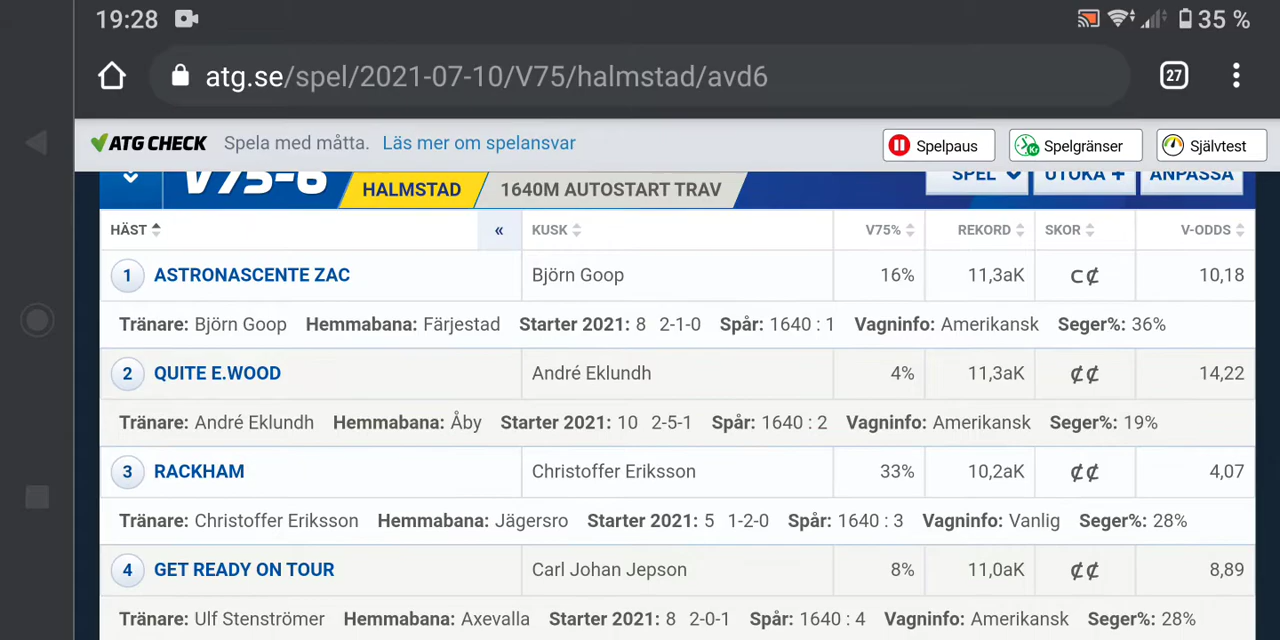 19:28 35 %
atg.se/spel/2021-07-10/V75/halmstad/avd6 27
ATG CHECK Spela med måtta. Läs mer om spelansvar Spelpaus Spelgränser Självtest
V75-6 HALMSTAD 1640M AUTOSTART TRAV SPEL UTÖKA + ANPASSA
HÄST « KUSK V75% REKORD SKOR V-ODDS
1 ASTRONASCENTE ZAC Björn Goop 16% 11,3aK C₵ 10,18
Tränare: Björn Goop Hemmabana: Färjestad Starter 2021: 8 2-1-0 Spår: 1640 : 1 Vagninfo: Amerikansk Seger%: 36%
2 QUITE E.WOOD André Eklundh 4% 11,3aK ₵₵ 14,22
Tränare: André Eklundh Hemmabana: Åby Starter 2021: 10 2-5-1 Spår: 1640 : 2 Vagninfo: Amerikansk Seger%: 19%
3 RACKHAM Christoffer Eriksson 33% 10,2aK ₵₵ 4,07
Tränare: Christoffer Eriksson Hemmabana: Jägersro Starter 2021: 5 1-2-0 Spår: 1640 : 3 Vagninfo: Vanlig Seger%: 28%
4 GET READY ON TOUR Carl Johan Jepson 8% 11,0aK ₵₵ 8,89
Tränare: Ulf Stenströmer Hemmabana: Axevalla Starter 2021: 8 2-0-1 Spår: 1640 : 4 Vagninfo: Amerikansk Seger%: 28%